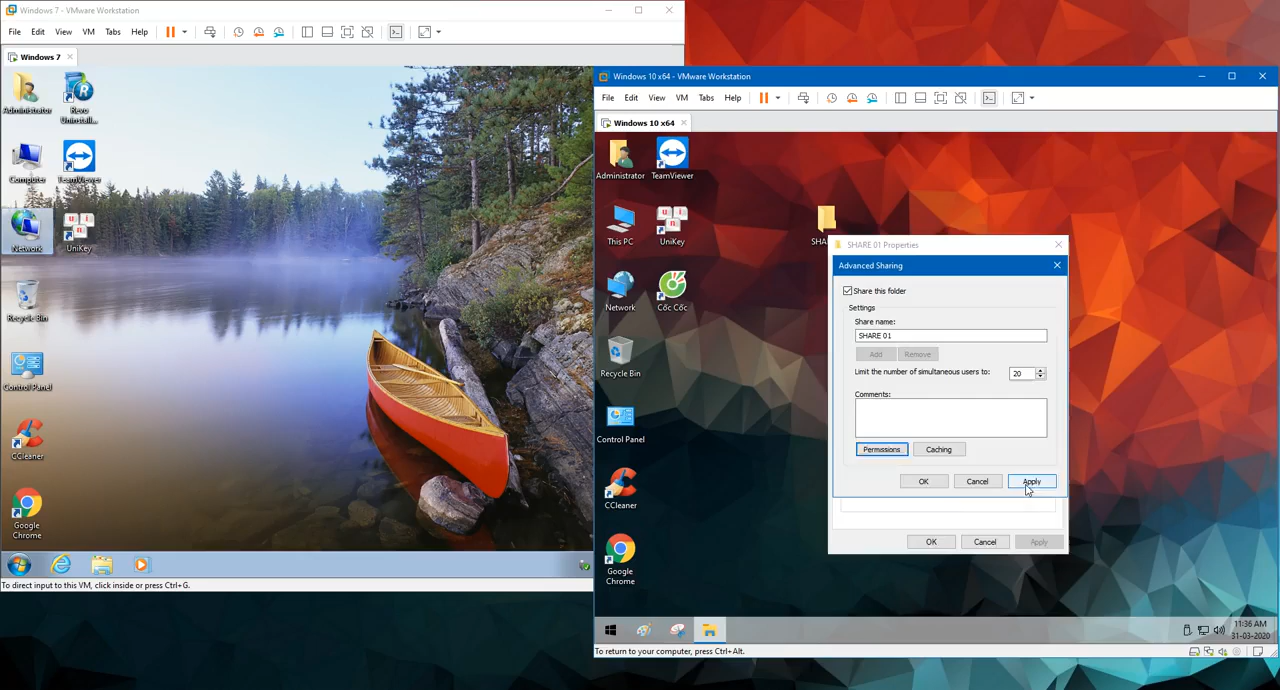 Windows 7 - VMware Workstation
File Edit View VM Tabs Help
Windows 7
Administrator
Revo
Uninstall...
Computer
TeamViewer
Network
UniKey
Recycle Bin
Control Panel
CCleaner
Google
Chrome
To direct input to this VM, click inside or press Ctrl+G.
Windows 10 x64 - VMware Workstation
File Edit View VM Tabs Help
Windows 10 x64
Administrator
TeamViewer
This PC
UniKey
Network
Cốc Cốc
Recycle Bin
Control Panel
CCleaner
Google
Chrome
SHARE 01 Properties
Advanced Sharing
Share this folder
Settings
Share name:
SHARE 01
Add Remove
Limit the number of simultaneous users to: 20
Comments:
Permissions Caching
OK Cancel Apply
OK Cancel Apply
11:36 AM
31-03-2020
To return to your computer, press Ctrl+Alt.